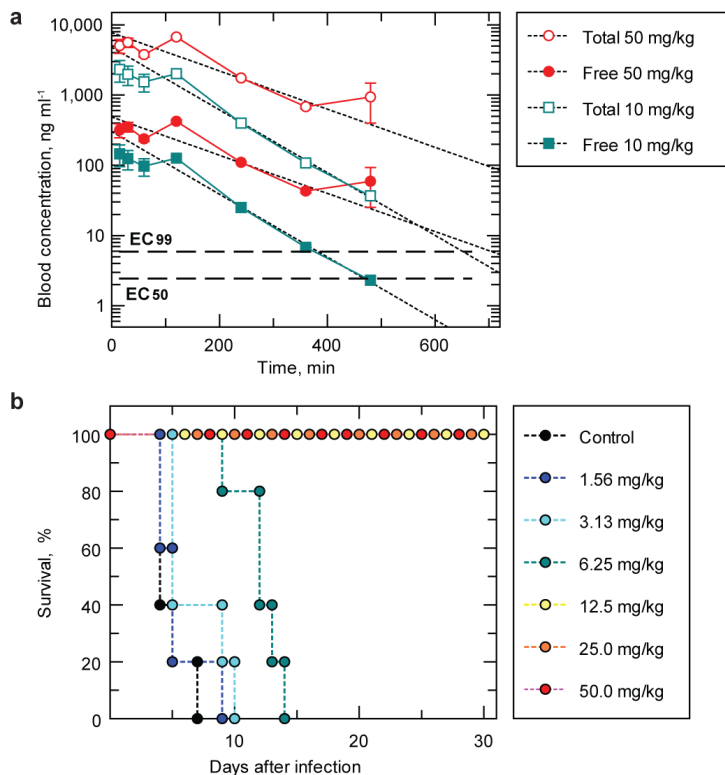 a
10,000
1,000
100
10
1
Blood concentration, ng ml-1
EC99
EC50
0
200
400
600
Time, min
Total 50 mg/kg
Free 50 mg/kg
Total 10 mg/kg
Free 10 mg/kg
b
100
80
60
40
20
0
Survival, %
10
20
30
Days after infection
Control
1.56 mg/kg
3.13 mg/kg
6.25 mg/kg
12.5 mg/kg
25.0 mg/kg
50.0 mg/kg